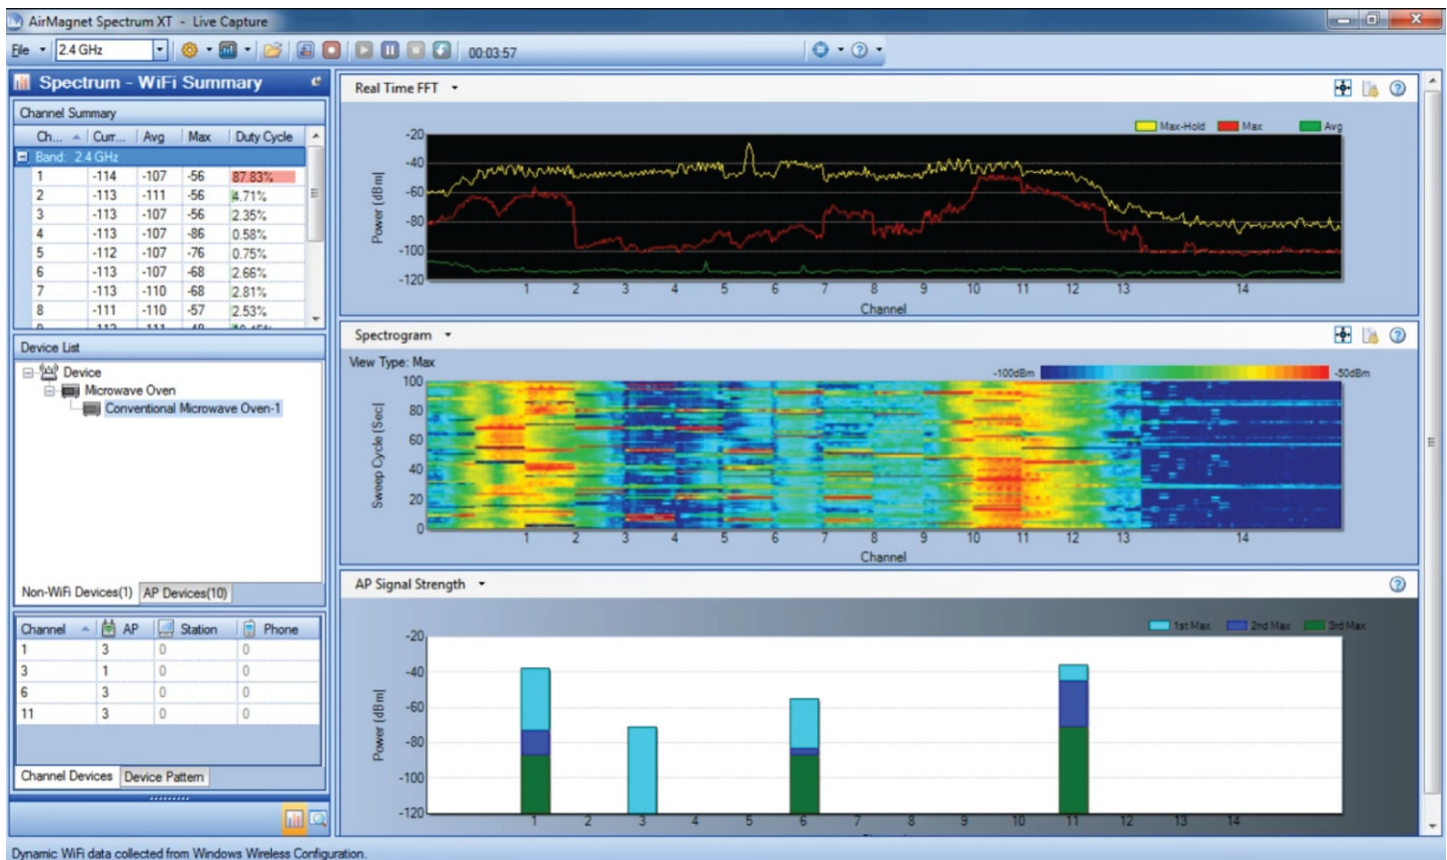 AirMagnet Spectrum XT - Live Capture
File 2.4 GHz 00:03:57
Spectrum - WiFi Summary
Channel Summary
Ch... Curr... Avg Max Duty Cycle
Band: 2.4 GHz
1 -114 -107 -56 87.83%
2 -113 -111 -56 4.71%
3 -113 -107 -56 2.35%
4 -113 -107 -86 0.58%
5 -112 -107 -76 0.75%
6 -113 -107 -68 2.66%
7 -113 -110 -68 2.81%
8 -111 -110 -57 2.53%
Device List
Device
Microwave Oven
Conventional Microwave Oven-1
Non-WiFi Devices(1) AP Devices(10)
Channel AP Station Phone
1 3 0 0
3 1 0 0
6 3 0 0
11 3 0 0
Channel Devices Device Pattern
Real Time FFT
Max-Hold Max Avg
Power (dBm)
-20
-40
-60
-80
-100
-120
1 2 3 4 5 6 7 8 9 10 11 12 13 14
Channel
Spectrogram
View Type: Max
-100dBm -50dBm
Sweep Cycle (Sec)
100
80
60
40
20
0
1 2 3 4 5 6 7 8 9 10 11 12 13 14
Channel
AP Signal Strength
1st Max 2nd Max 3rd Max
Power (dBm)
-20
-40
-60
-80
-100
-120
1 2 3 4 5 6 7 8 9 10 11 12 13 14
Dynamic WiFi data collected from Windows Wireless Configuration.